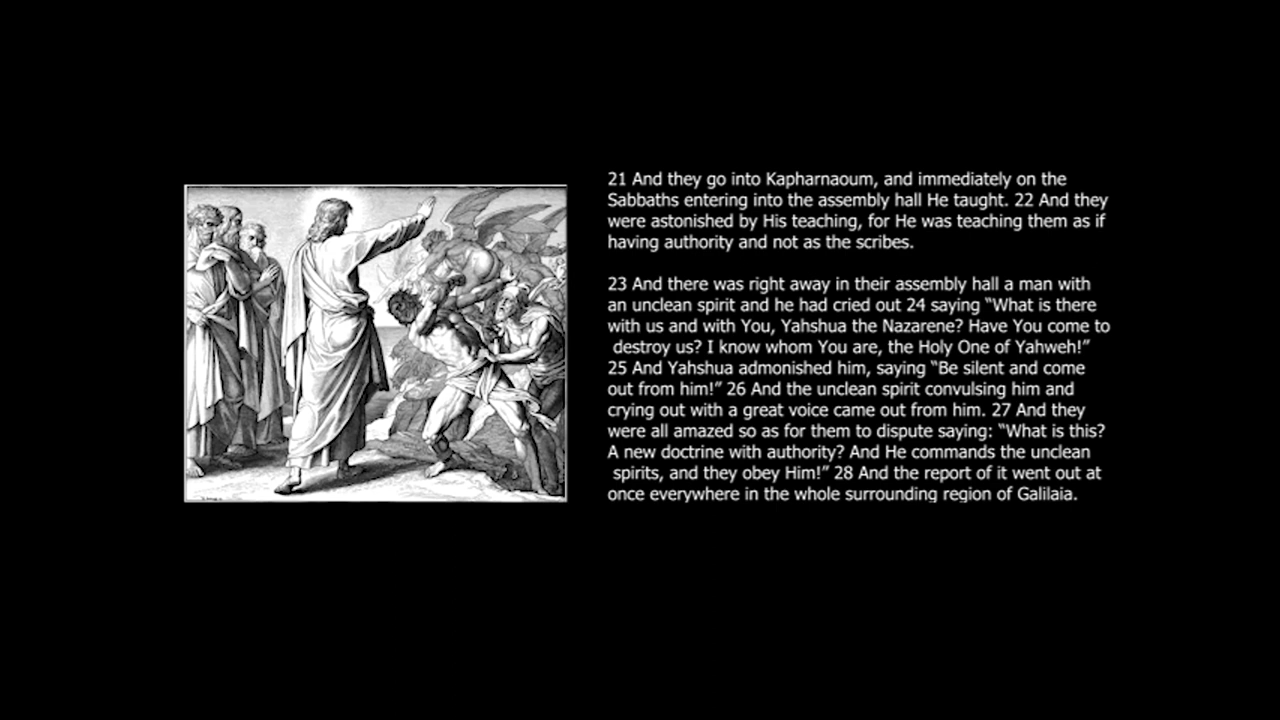 21 And they go into Kapharnaoum, and immediately on the
Sabbaths entering into the assembly hall He taught. 22 And they
were astonished by His teaching, for He was teaching them as if
having authority and not as the scribes.
23 And there was right away in their assembly hall a man with
an unclean spirit and he had cried out 24 saying “What is there
with us and with You, Yahshua the Nazarene? Have You come to
destroy us? I know whom You are, the Holy One of Yahweh!”
25 And Yahshua admonished him, saying “Be silent and come
out from him!” 26 And the unclean spirit convulsing him and
crying out with a great voice came out from him. 27 And they
were all amazed so as for them to dispute saying: “What is this?
A new doctrine with authority? And He commands the unclean
spirits, and they obey Him!” 28 And the report of it went out at
once everywhere in the whole surrounding region of Galilaia.